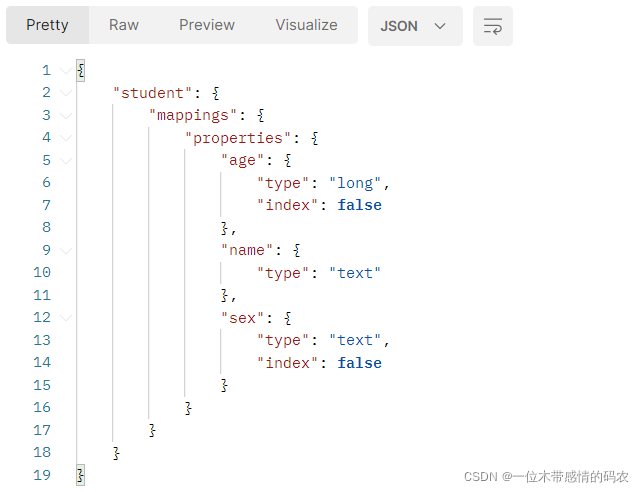 Pretty Raw Preview Visualize JSON
1 {
2 "student": {
3 "mappings": {
4 "properties": {
5 "age": {
6 "type": "long",
7 "index": false
8 },
9 "name": {
10 "type": "text"
11 },
12 "sex": {
13 "type": "text",
14 "index": false
15 }
16 }
17 }
18 }
19 }
CSDN @一位木带感情的码农